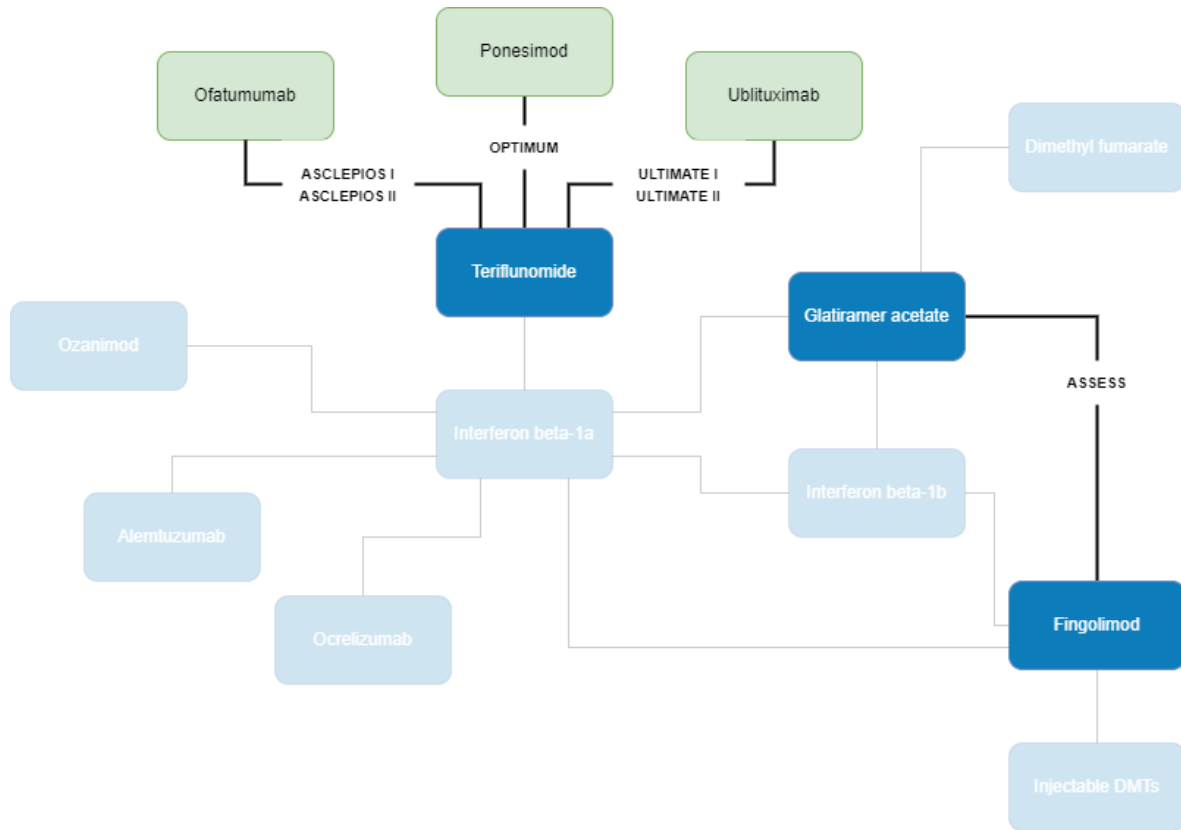 Ponesimod
Ofatumumab
Ublituximab
OPTIMUM
Dimethyl fumarate
ASCLEPIOS I
ASCLEPIOS II
ULTIMATE I
ULTIMATE II
Teriflunomide
Glatiramer acetate
Ozanimod
ASSESS
Interferon beta-1a
Interferon beta-1b
Alemtuzumab
Fingolimod
Ocrelizumab
Injectable DMTs